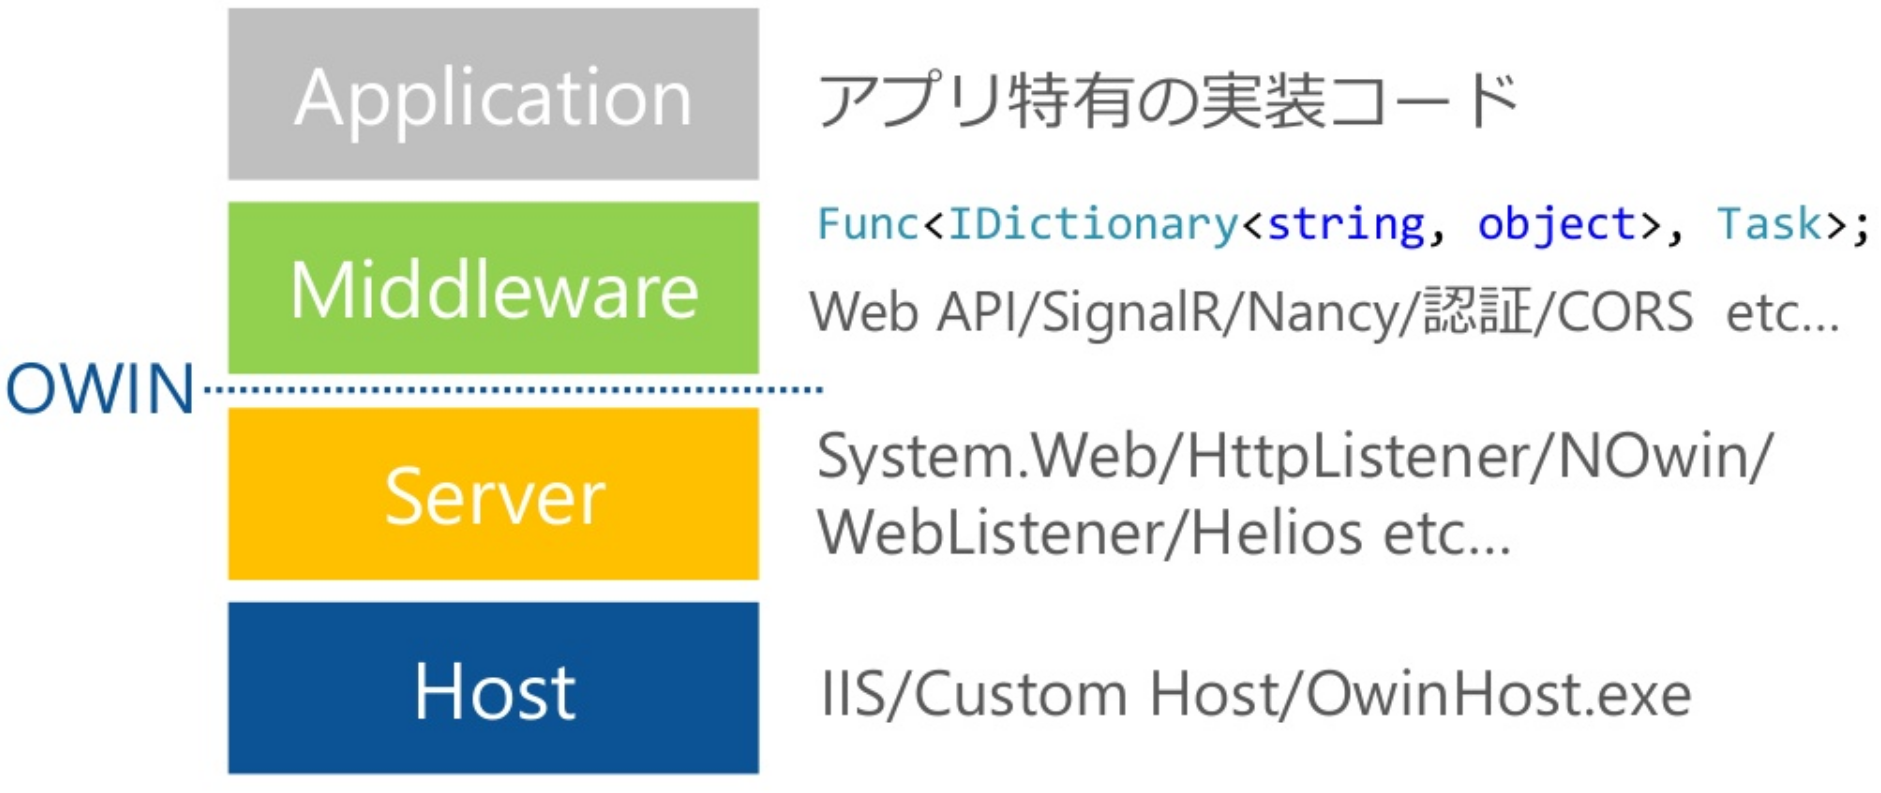 Application
アプリ特有の実装コード
Middleware
Func<IDictionary<string, object>, Task>;
Web API/SignalR/Nancy/認証/CORS etc...
OWIN
Server
System.Web/HttpListener/NOwin/
WebListener/Helios etc...
Host
IIS/Custom Host/OwinHost.exe